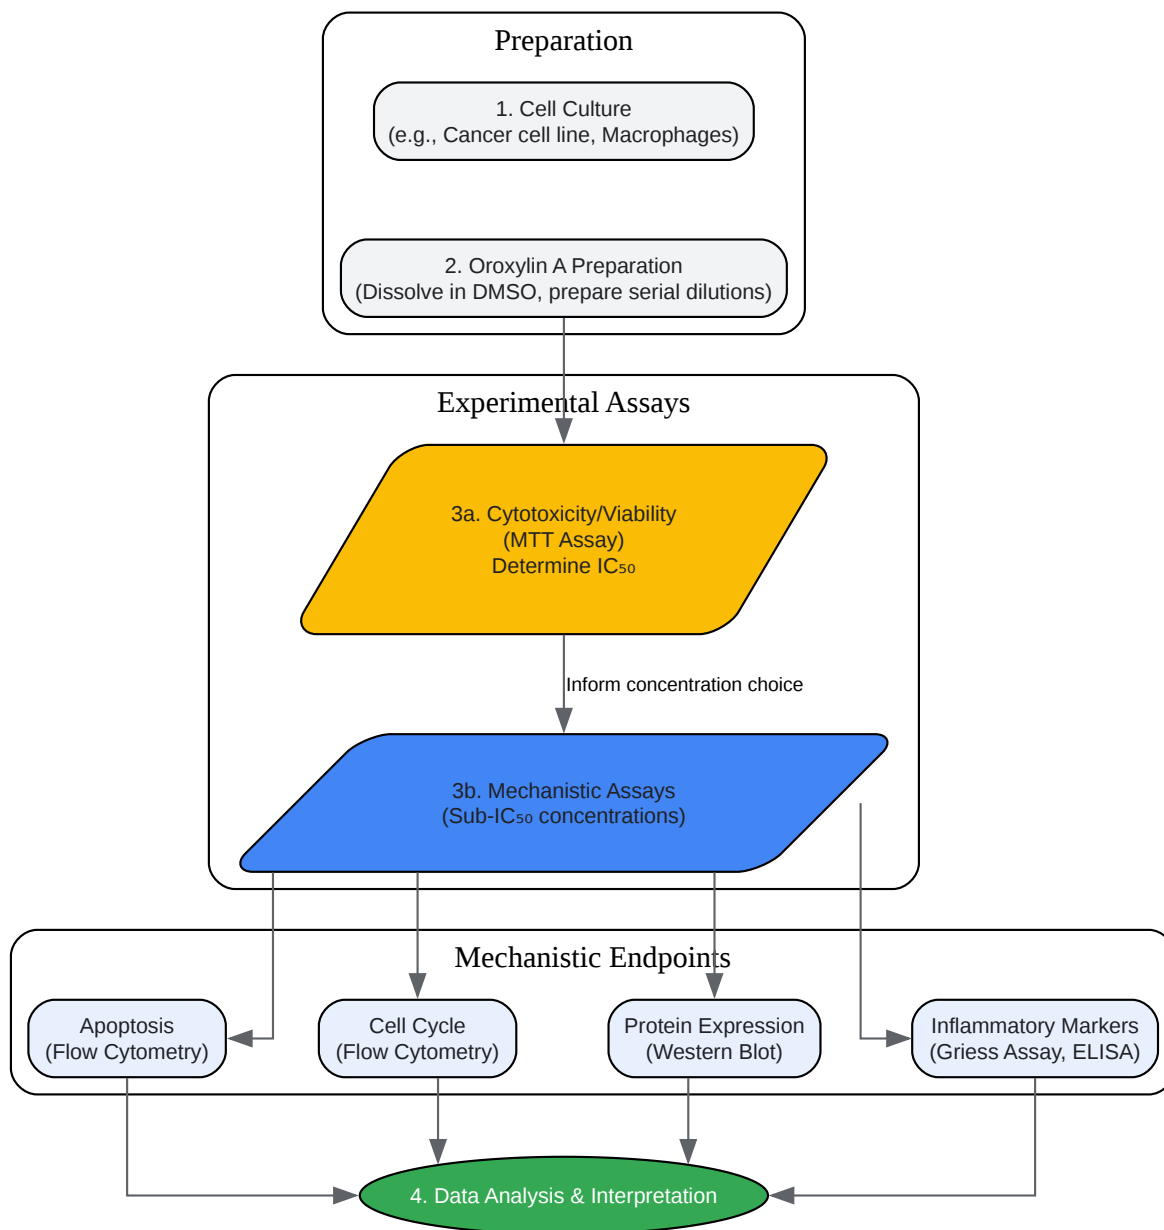 Preparation
1. Cell Culture
(e.g., Cancer cell line, Macrophages)
2. Oroxylin A Preparation
(Dissolve in DMSO, prepare serial dilutions)
Experimental Assays
3a. Cytotoxicity/Viability
(MTT Assay)
Determine IC₅₀
Inform concentration choice
3b. Mechanistic Assays
(Sub-IC₅₀ concentrations)
Mechanistic Endpoints
Apoptosis
(Flow Cytometry)
Cell Cycle
(Flow Cytometry)
Protein Expression
(Western Blot)
Inflammatory Markers
(Griess Assay, ELISA)
4. Data Analysis & Interpretation